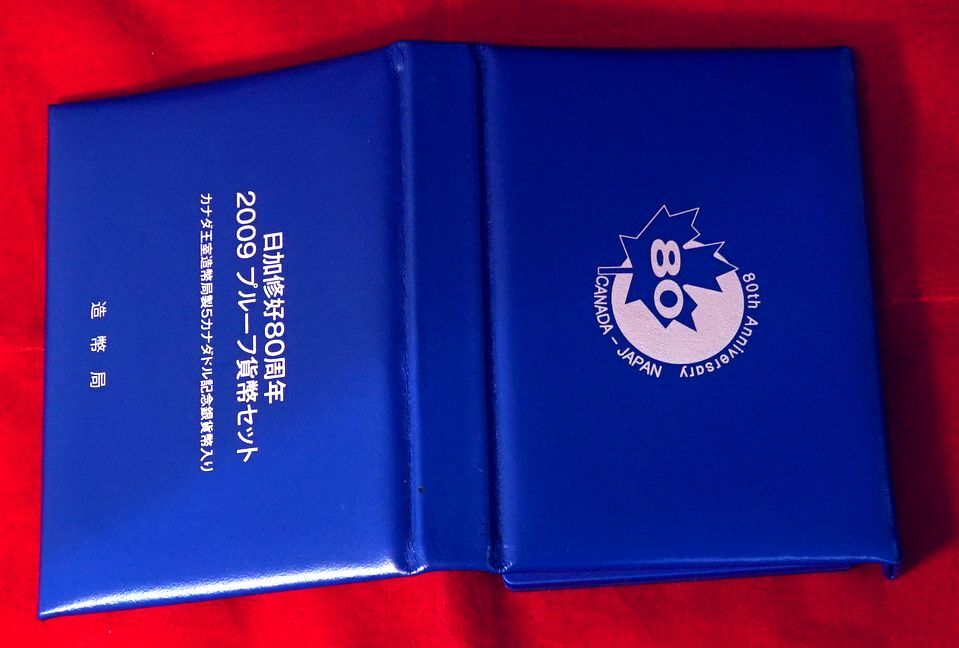 日加修好80周年
2009 プルーフ貨幣セット
カナダ王室造幣局製5カナダドル記念銀貨幣入り
造幣局
80
80th Anniversary
CANADA - JAPAN